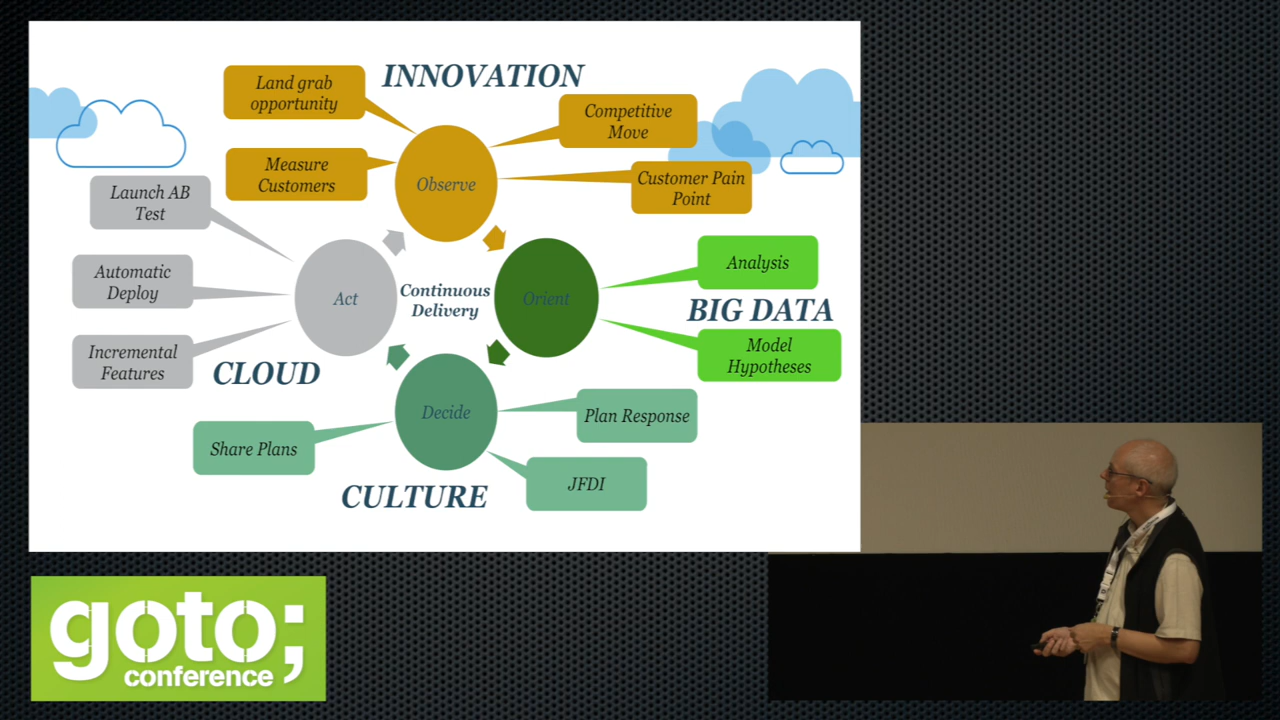 INNOVATION
Land grab
opportunity
Competitive
Move
Measure
Customers
Observe
Customer Pain
Point
Launch AB
Test
Analysis
Automatic
Deploy
Act
Continuous
Delivery
Orient
BIG DATA
Model
Hypotheses
Incremental
Features
CLOUD
Decide
Plan Response
Share Plans
JFDI
CULTURE
goto;
conference